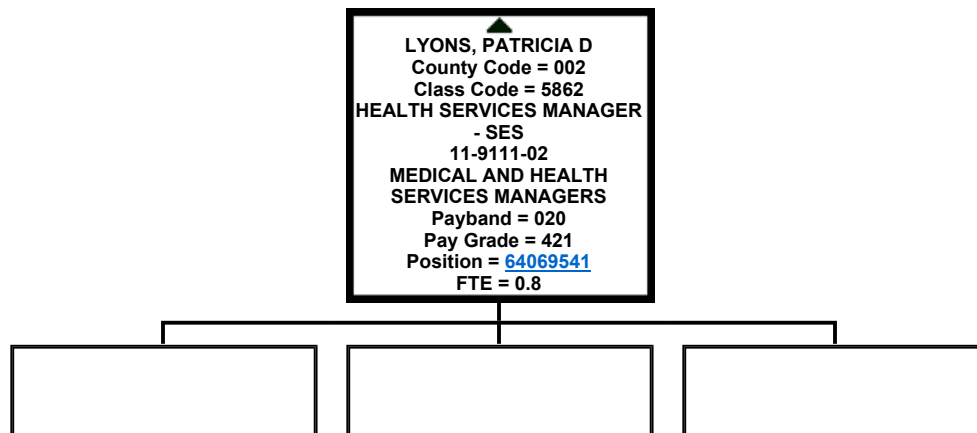 LYONS, PATRICIA D
County Code = 002
Class Code = 5862
HEALTH SERVICES MANAGER
- SES
11-9111-02
MEDICAL AND HEALTH
SERVICES MANAGERS
Payband = 020
Pay Grade = 421
Position = 64069541
FTE = 0.8